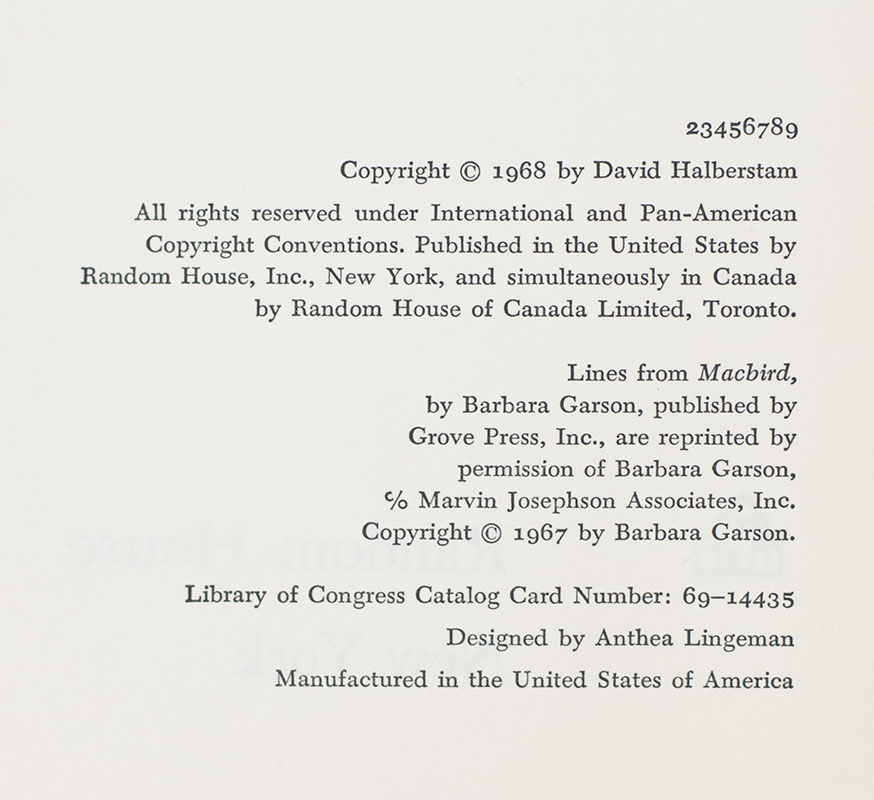 23456789
Copyright © 1968 by David Halberstam
All rights reserved under International and Pan-American
Copyright Conventions. Published in the United States by
Random House, Inc., New York, and simultaneously in Canada
by Random House of Canada Limited, Toronto.
Lines from Macbird,
by Barbara Garson, published by
Grove Press, Inc., are reprinted by
permission of Barbara Garson,
℅ Marvin Josephson Associates, Inc.
Copyright © 1967 by Barbara Garson.
Library of Congress Catalog Card Number: 69–14435
Designed by Anthea Lingeman
Manufactured in the United States of America
Random House
New York